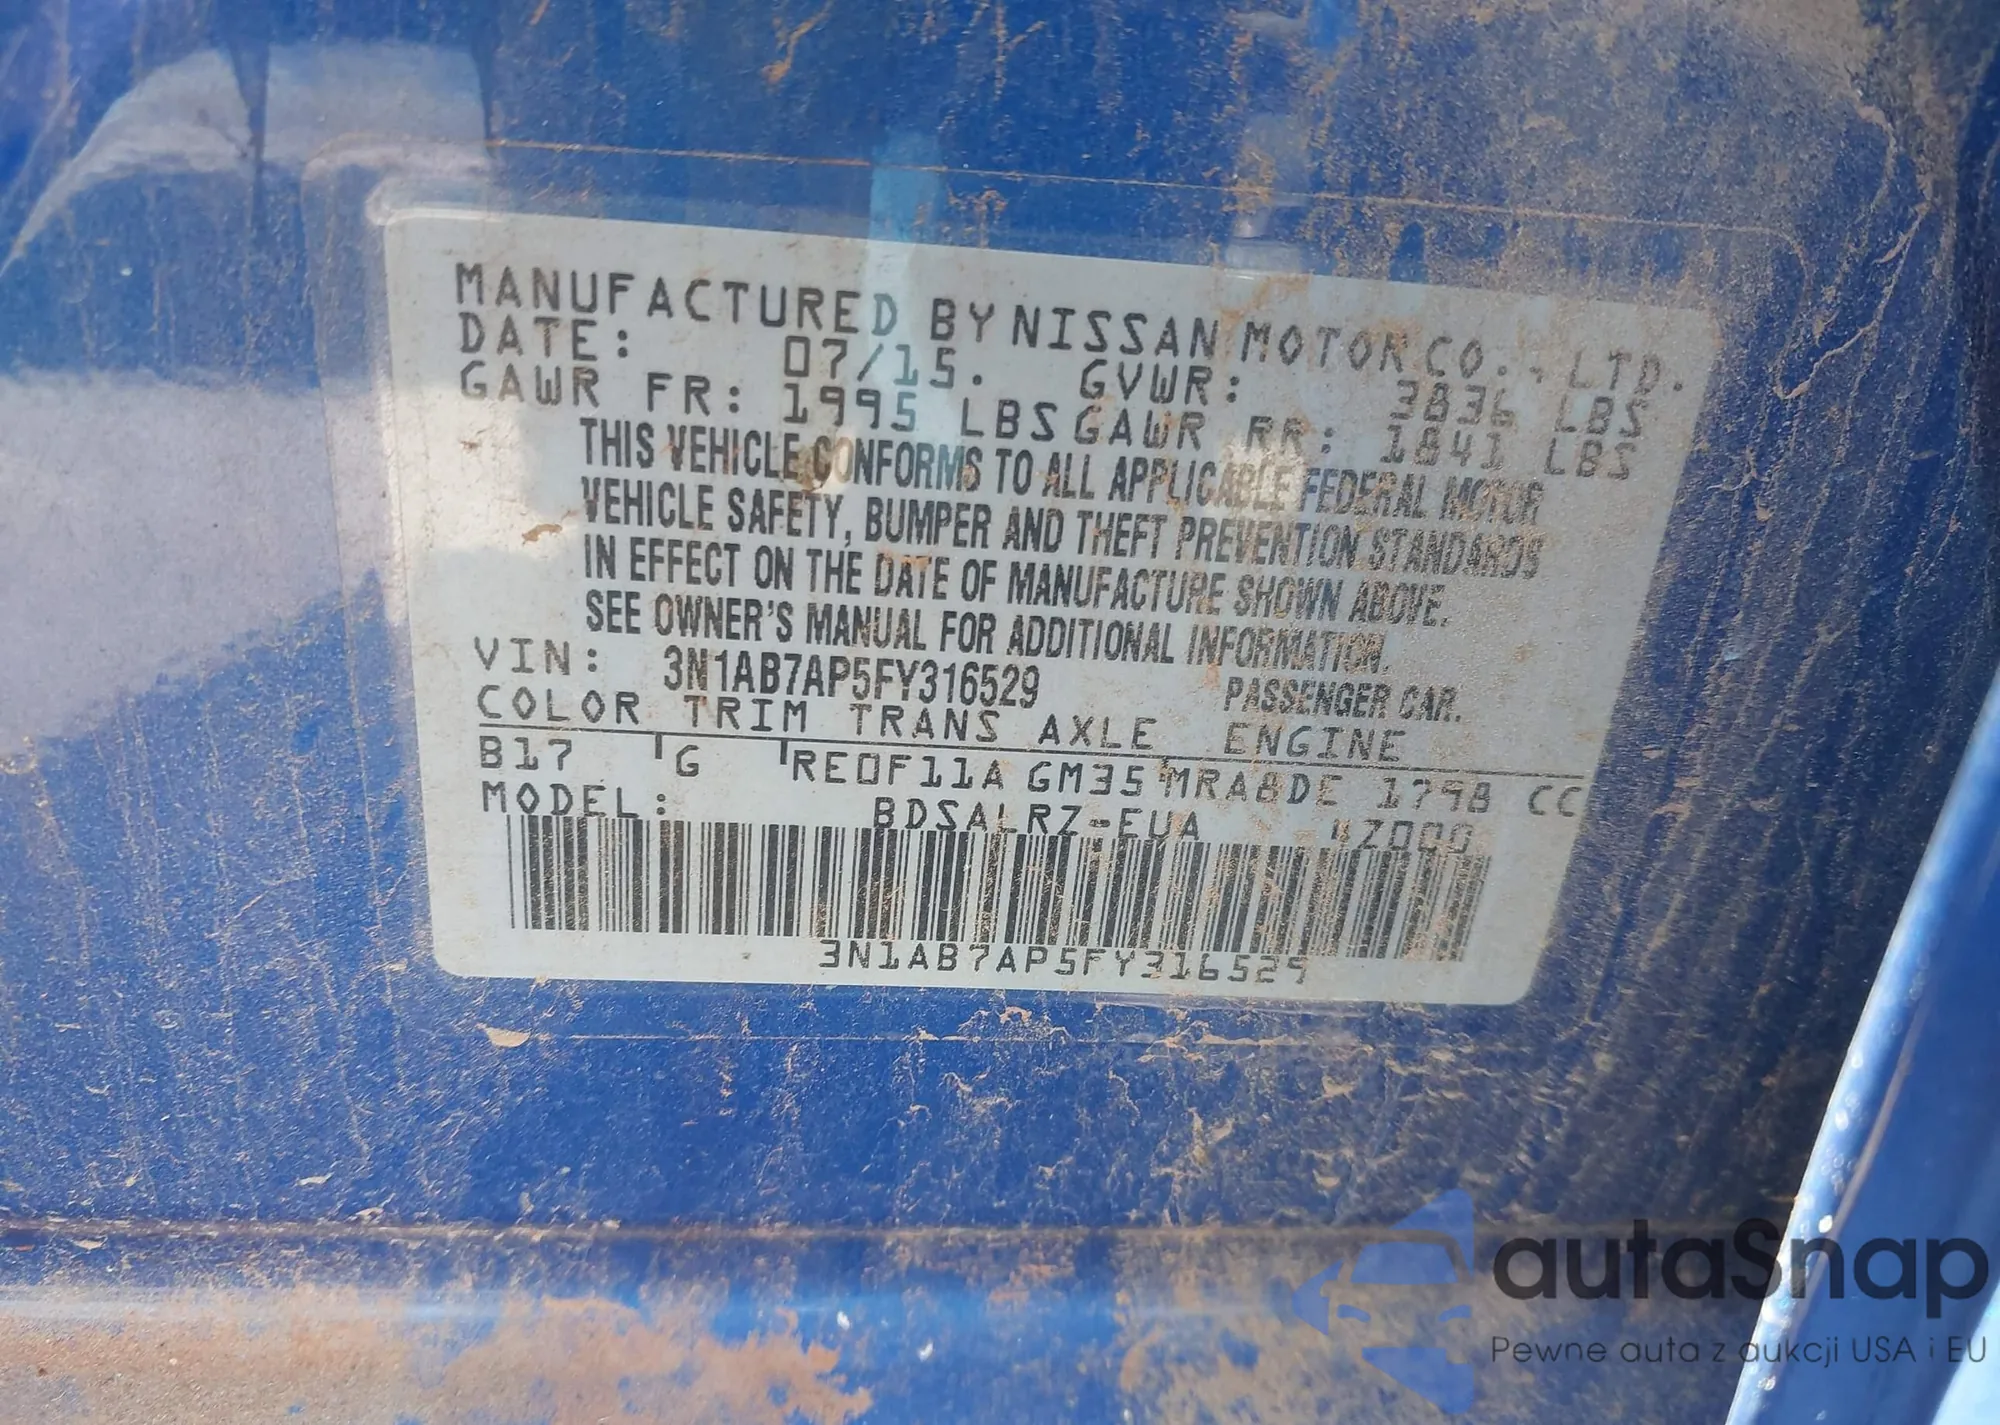 MANUFACTURED BY NISSAN MOTOR CO., LTD.
DATE: 07/15. GVWR: 3836 LBS
GAWR FR: 1995 LBS GAWR RR: 1841 LBS
THIS VEHICLE CONFORMS TO ALL APPLICABLE FEDERAL MOTOR
VEHICLE SAFETY, BUMPER AND THEFT PREVENTION STANDARDS
IN EFFECT ON THE DATE OF MANUFACTURE SHOWN ABOVE.
SEE OWNER'S MANUAL FOR ADDITIONAL INFORMATION.
VIN: 3N1AB7AP5FY316529 PASSENGER CAR.
COLOR TRIM TRANS AXLE ENGINE
B17 G RE0F11A GM35 MRA8DE 1798 CC
MODEL: BDSALRZ-EUA
3N1AB7AP5FY316529
autaSnap
Pewne auta z aukcji USA i EU